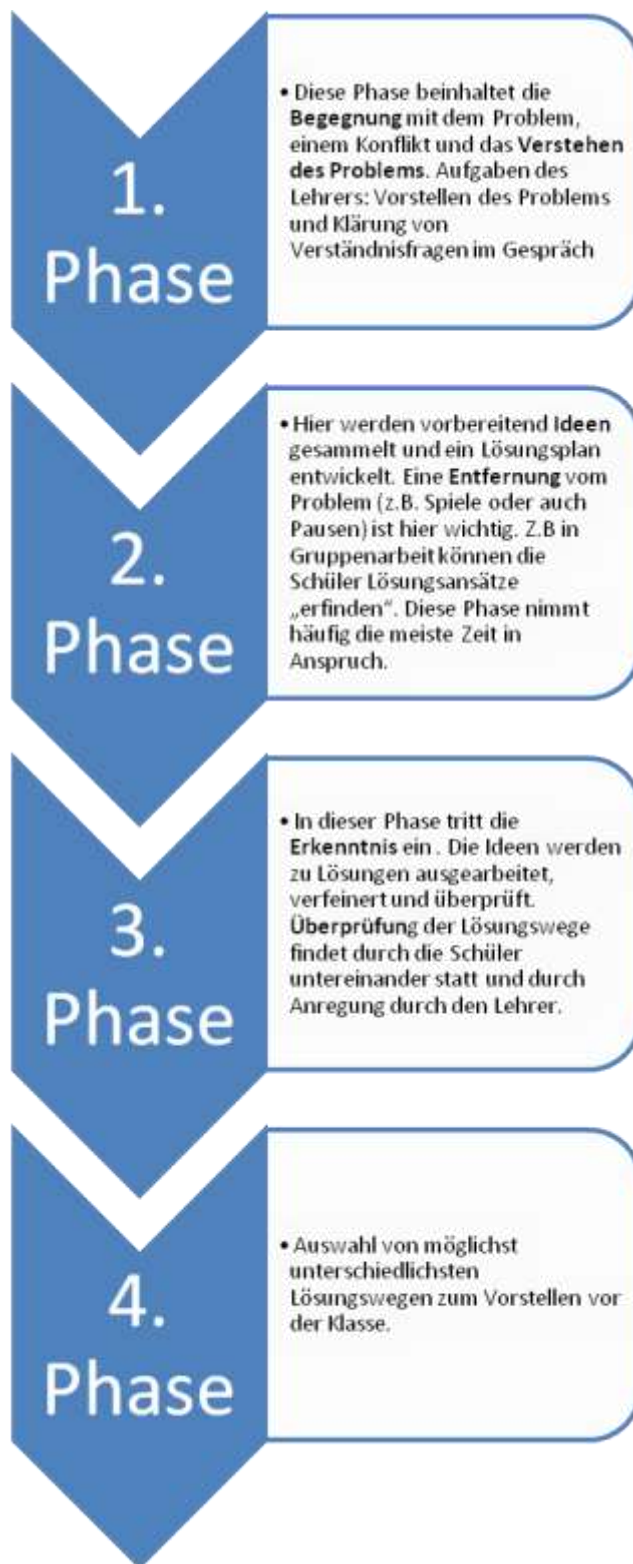 1.
Phase
• Diese Phase beinhaltet die
Begegnung mit dem Problem,
einem Konflikt und das Verstehen
des Problems. Aufgaben des
Lehrers: Vorstellen des Problems
und Klärung von
Verständnisfragen im Gespräch
2.
Phase
• Hier werden vorbereitend Ideen
gesammelt und ein Lösungsplan
entwickelt. Eine Entfernung vom
Problem (z.B. Spiele oder auch
Pausen) ist hier wichtig. Z.B in
Gruppenarbeit können die
Schüler Lösungsansätze
„erfinden“. Diese Phase nimmt
häufig die meiste Zeit in
Anspruch.
3.
Phase
• In dieser Phase tritt die
Erkenntnis ein . Die Ideen werden
zu Lösungen ausgearbeitet,
verfeinert und überprüft.
Überprüfung der Lösungswege
findet durch die Schüler
untereinander statt und durch
Anregung durch den Lehrer.
4.
Phase
• Auswahl von möglichst
unterschiedlichsten
Lösungswegen zum Vorstellen vor
der Klasse.